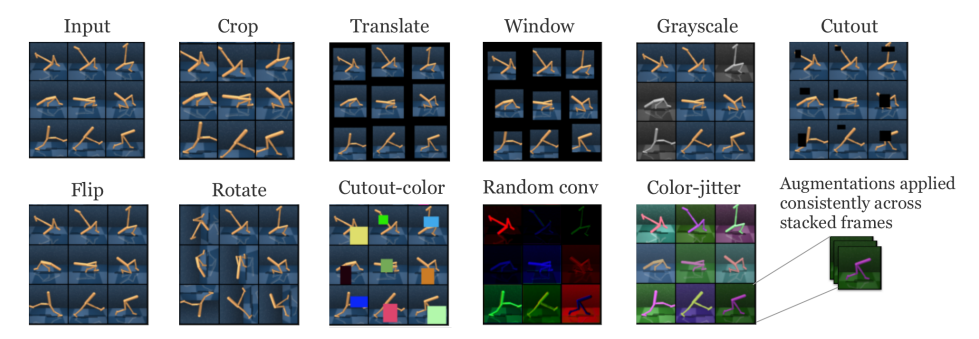 Input
Crop
Translate
Window
Grayscale
Cutout
Flip
Rotate
Cutout-color
Random conv
Color-jitter
Augmentations applied
consistently across
stacked frames